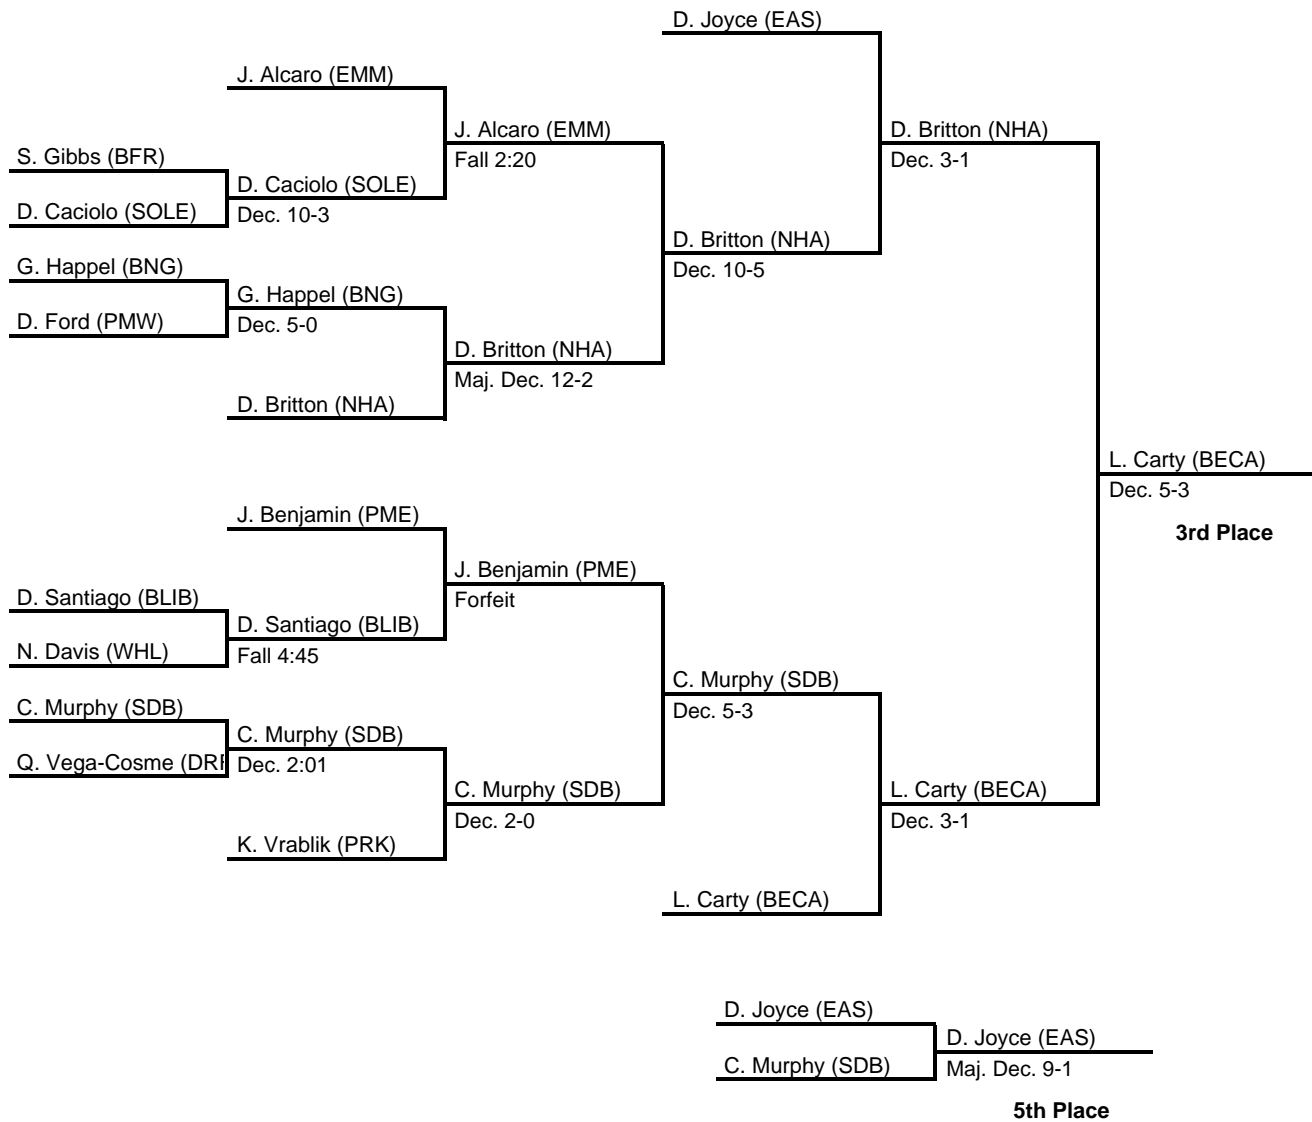 D. Joyce (EAS)
J. Alcaro (EMM)
J. Alcaro (EMM)
Fall 2:20
D. Britton (NHA)
Dec. 3-1
S. Gibbs (BFR)
D. Caciolo (SOLE)
D. Caciolo (SOLE)
Dec. 10-3
D. Britton (NHA)
Dec. 10-5
G. Happel (BNG)
G. Happel (BNG)
D. Ford (PMW)
Dec. 5-0
D. Britton (NHA)
Maj. Dec. 12-2
D. Britton (NHA)
L. Carty (BECA)
Dec. 5-3
3rd Place
J. Benjamin (PME)
J. Benjamin (PME)
Forfeit
D. Santiago (BLIB)
D. Santiago (BLIB)
N. Davis (WHL)
Fall 4:45
C. Murphy (SDB)
Dec. 5-3
C. Murphy (SDB)
C. Murphy (SDB)
Q. Vega-Cosme (DRF
Dec. 2:01
C. Murphy (SDB)
Dec. 2-0
L. Carty (BECA)
Dec. 3-1
K. Vrablik (PRK)
L. Carty (BECA)
D. Joyce (EAS)
D. Joyce (EAS)
C. Murphy (SDB)
Maj. Dec. 9-1
5th Place